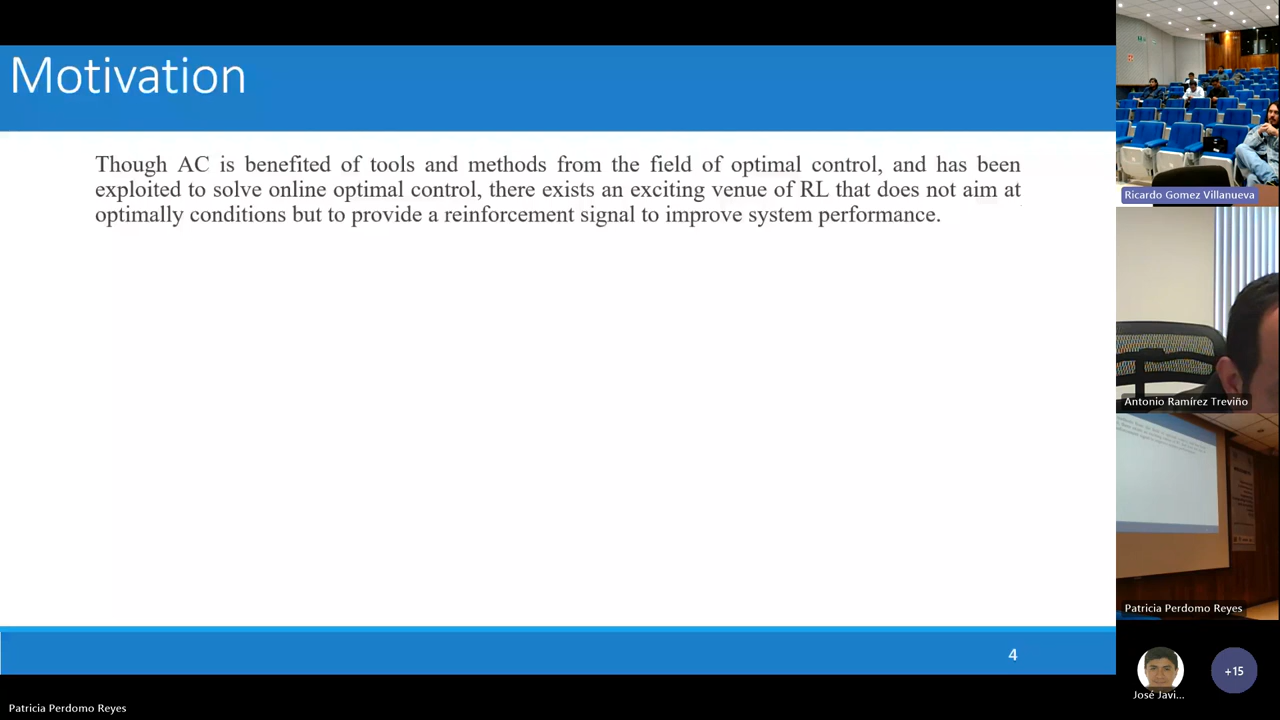 Motivation
Though AC is benefited of tools and methods from the field of optimal control, and has been
exploited to solve online optimal control, there exists an exciting venue of RL that does not aim at
optimally conditions but to provide a reinforcement signal to improve system performance.
4
Ricardo Gomez Villanueva
Antonio Ramírez Treviño
Patricia Perdomo Reyes
José Javi...
+15
Patricia Perdomo Reyes